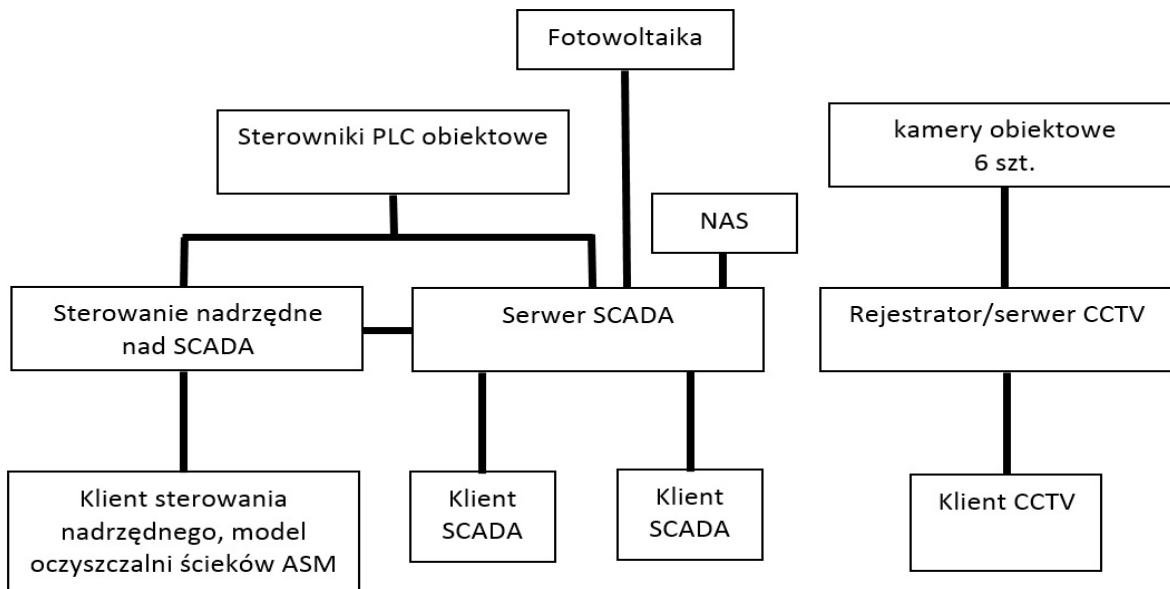 Fotowoltaika
Sterowniki PLC obiektowe
kamery obiektowe
6 szt.
NAS
Sterowanie nadrzędne
nad SCADA
Serwer SCADA
Rejestrator/serwer CCTV
Klient sterowania
nadrzędnego, model
oczyszczalni ścieków ASM
Klient
SCADA
Klient
SCADA
Klient CCTV